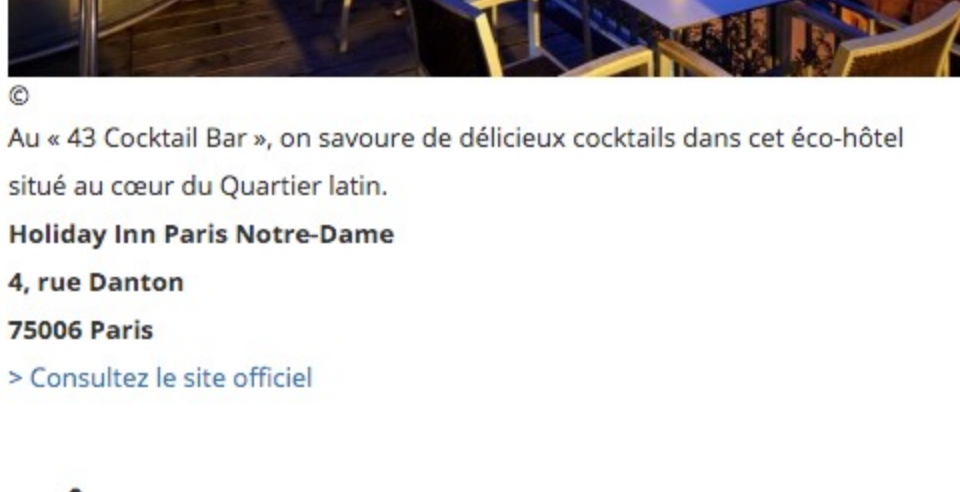 ©
Au « 43 Cocktail Bar », on savoure de délicieux cocktails dans cet éco-hôtel
situé au cœur du Quartier latin.
Holiday Inn Paris Notre-Dame
4, rue Danton
75006 Paris
> Consultez le site officiel